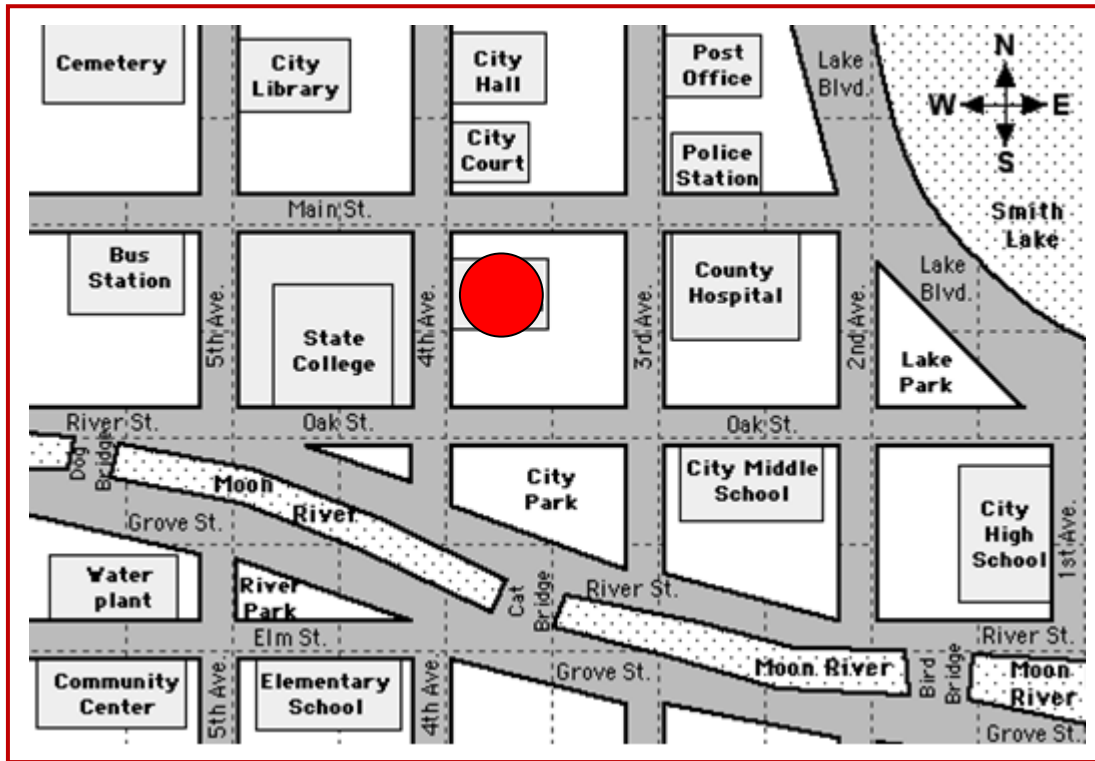 Cemetery
City
Library
City
Hall
Post
Office
Lake
Blvd.
N
W
E
S
City
Court
Police
Station
Main St.
Smith
Lake
Bus
Station
County
Hospital
Lake
Blvd.
5th Ave.
State
College
4th Ave.
3rd Ave.
2nd Ave.
Lake
Park
River St.
Oak St.
Oak St.
Dog
Bridge
Moon
River
City
Park
City Middle
School
City
High
School
1st Ave.
Grove St.
Water
plant
River
Park
Cat
Bridge
River St.
Elm St.
River St.
Grove St.
Moon River
Bird
Bridge
Moon
River
Community
Center
5th Ave.
Elementary
School
4th Ave.
Grove St.